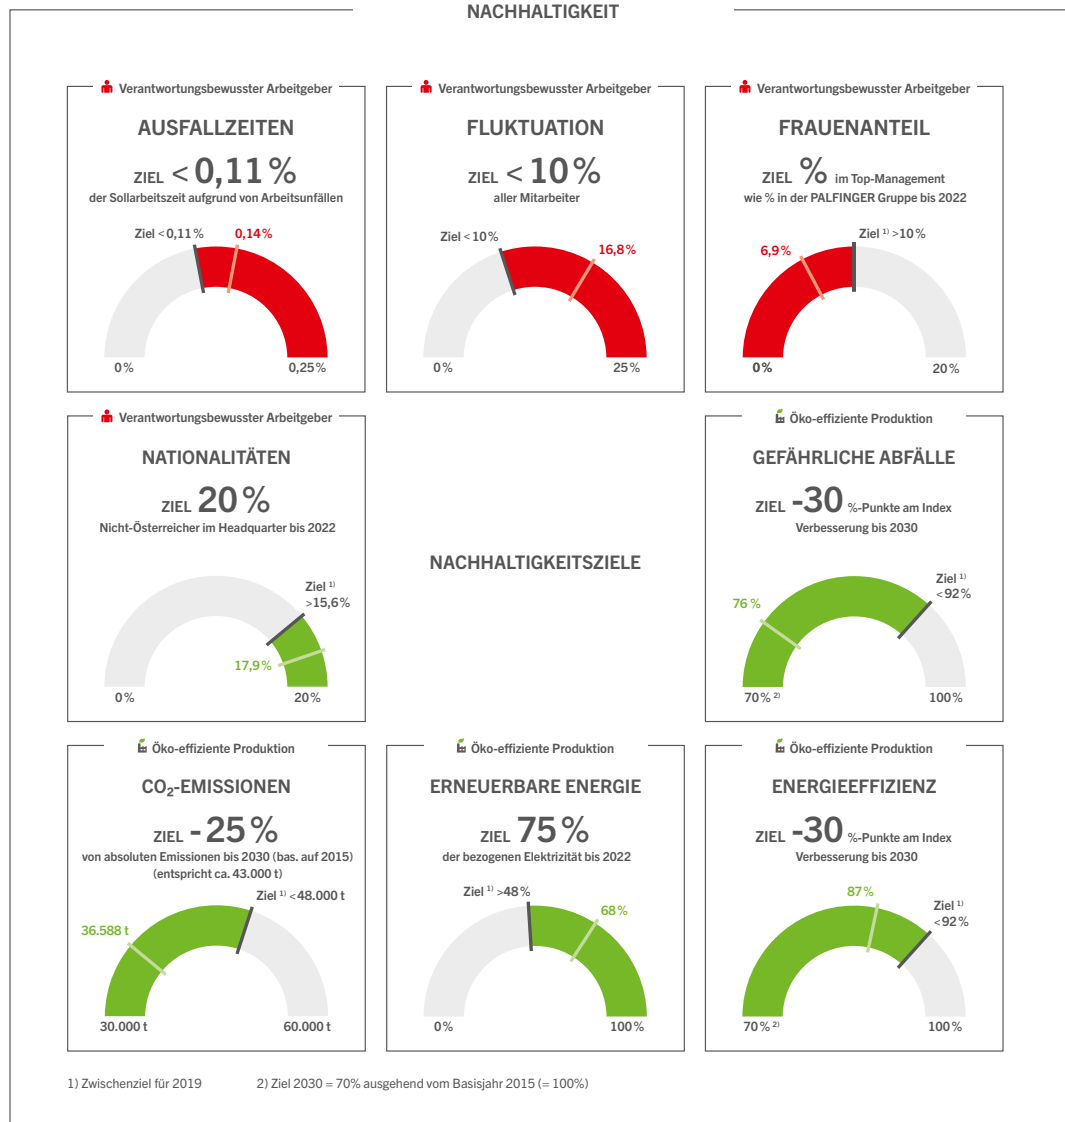 NACHHALTIGKEIT
Verantwortungsbewusster Arbeitgeber
AUSFALLZEITEN
ZIEL < 0,11 %
der Sollarbeitszeit aufgrund von Arbeitsunfällen
Ziel < 0,11 %
0,14 %
0 %
0,25 %
Verantwortungsbewusster Arbeitgeber
FLUKTUATION
ZIEL < 10 %
aller Mitarbeiter
Ziel < 10 %
16,8 %
0 %
25 %
Verantwortungsbewusster Arbeitgeber
FRAUENANTEIL
ZIEL % im Top-Management
wie % in der PALFINGER Gruppe bis 2022
Ziel 1) >10 %
6,9 %
0 %
20 %
Verantwortungsbewusster Arbeitgeber
NATIONALITÄTEN
ZIEL 20 %
Nicht-Österreicher im Headquarter bis 2022
Ziel 1)
>15,6 %
17,9 %
0 %
20 %
NACHHALTIGKEITSZIELE
Öko-effiziente Produktion
GEFÄHRLICHE ABFÄLLE
ZIEL -30 %-Punkte am Index
Verbesserung bis 2030
Ziel 1)
< 92 %
76 %
70 % 2)
100 %
Öko-effiziente Produktion
CO₂-EMISSIONEN
ZIEL - 25 %
von absoluten Emissionen bis 2030 (bas. auf 2015)
(entspricht ca. 43.000 t)
Ziel 1) < 48.000 t
36.588 t
30.000 t
60.000 t
Öko-effiziente Produktion
ERNEUERBARE ENERGIE
ZIEL 75 %
der bezogenen Elektrizität bis 2022
Ziel 1) >48 %
68 %
0 %
100 %
Öko-effiziente Produktion
ENERGIEEFFIZIENZ
ZIEL -30 %-Punkte am Index
Verbesserung bis 2030
87 %
Ziel 1)
< 92 %
70 % 2)
100 %
1) Zwischenziel für 2019
2) Ziel 2030 = 70% ausgehend vom Basisjahr 2015 (= 100%)